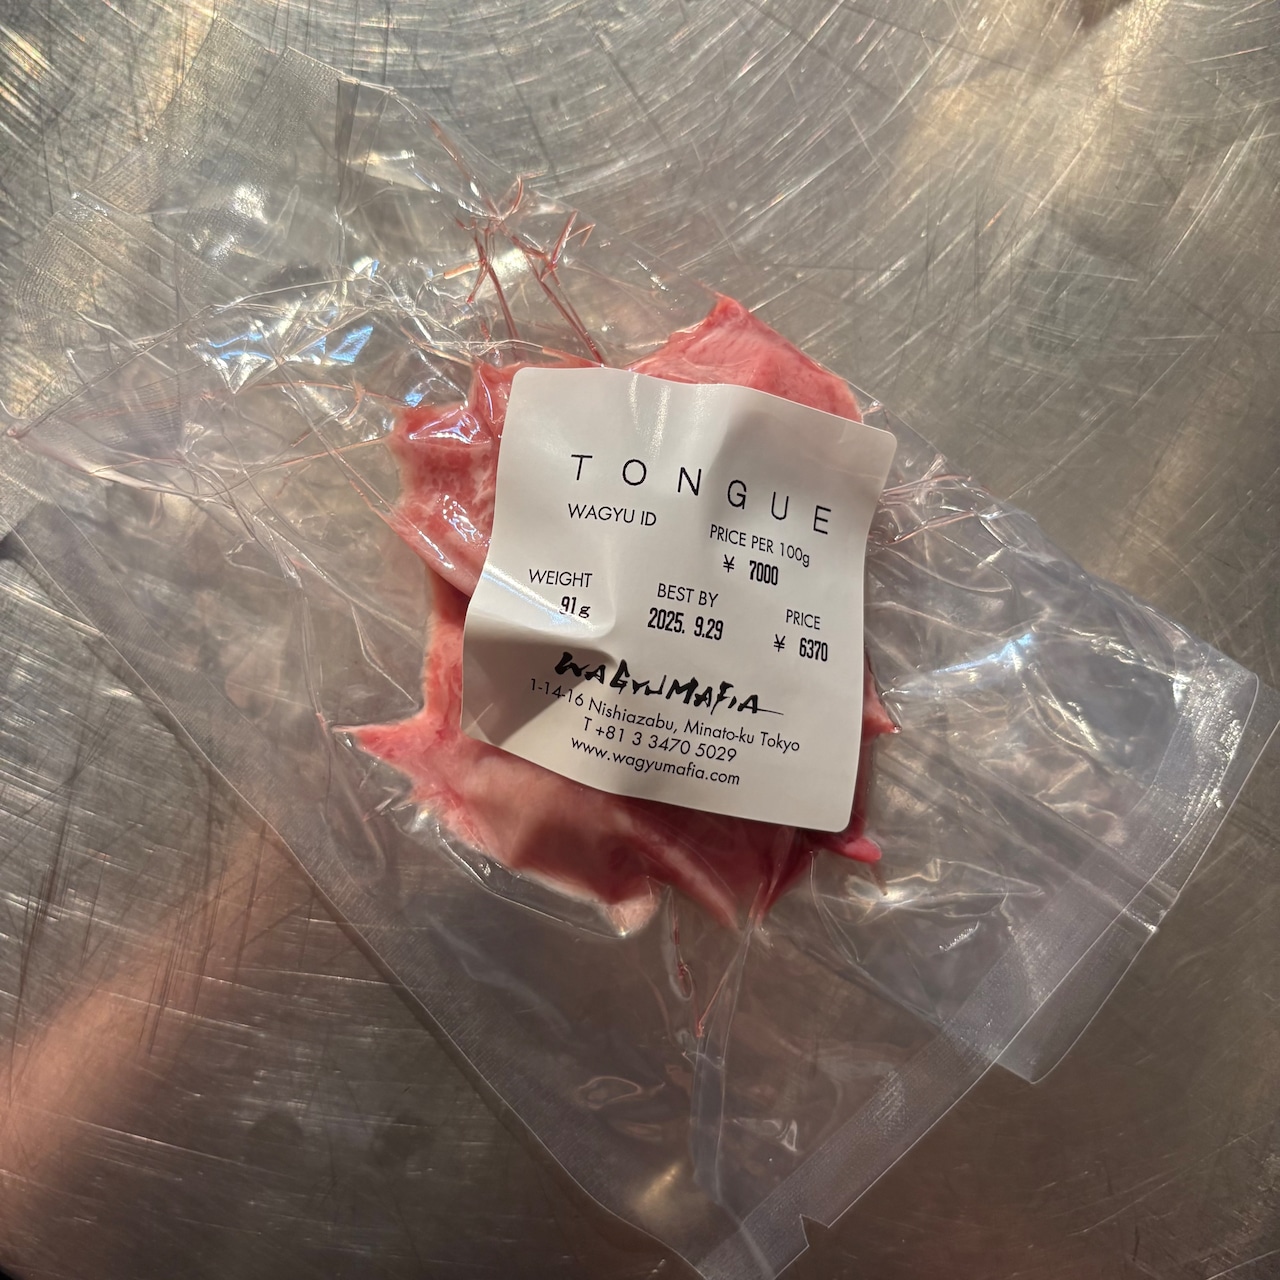 TONGUE
WAGYU ID
PRICE PER 100g
¥ 7000
WEIGHT
91g
BEST BY
2025. 9.29
PRICE
¥ 6370
WAGYUMAFIA
1-14-16 Nishiazabu, Minato-ku Tokyo
T +81 3 3470 5029
www.wagyumafia.com